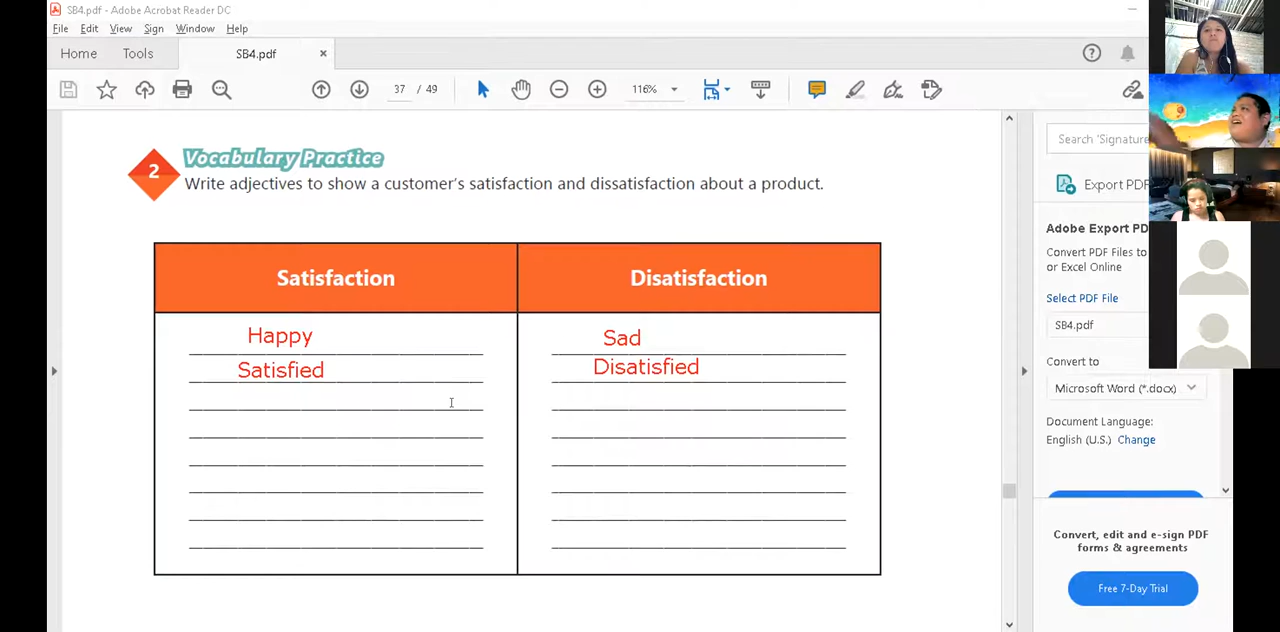 SB4.pdf - Adobe Acrobat Reader DC
File Edit View Sign Window Help
Home Tools SB4.pdf ×
37 / 49 116%
Search 'Signature
2
Vocabulary Practice
Write adjectives to show a customer's satisfaction and dissatisfaction about a product.
Export PDF
Adobe Export PD
Convert PDF Files to
or Excel Online
Select PDF File
SB4.pdf
Convert to
Microsoft Word (*.docx)
Document Language:
English (U.S.) Change
Convert, edit and e-sign PDF
forms & agreements
Free 7-Day Trial
Satisfaction Disatisfaction
Happy Sad
Satisfied Disatisfied